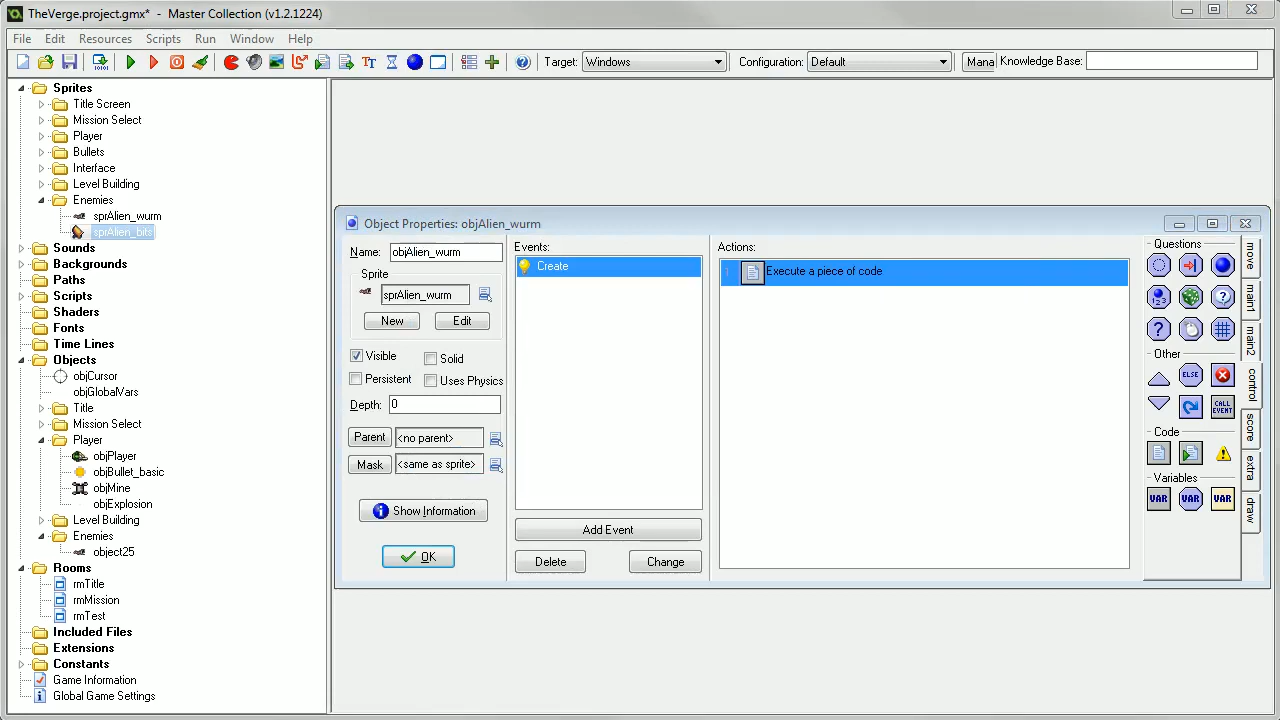 TheVerge.project.gmx* - Master Collection (v1.2.1224)
File Edit Resources Scripts Run Window Help
Target: Windows Configuration: Default Mana Knowledge Base:
Sprites
Title Screen
Mission Select
Player
Bullets
Interface
Level Building
Enemies
sprAlien_wurm
sprAlien_bits
Sounds
Backgrounds
Paths
Scripts
Shaders
Fonts
Time Lines
Objects
objCursor
objGlobalVars
Title
Mission Select
Player
objPlayer
objBullet_basic
objMine
objExplosion
Level Building
Enemies
object25
Rooms
rmTitle
rmMission
rmTest
Included Files
Extensions
Constants
Game Information
Global Game Settings
Object Properties: objAlien_wurm
Name: objAlien_wurm
Sprite
sprAlien_wurm
New Edit
Visible Solid
Persistent Uses Physics
Depth: 0
Parent <no parent>
Mask <same as sprite>
Show Information
OK
Events:
Create
Add Event
Delete Change
Actions:
1 Execute a piece of code
Questions
Other
ELSE
CALL EVENT
Code
Variables
VAR VAR VAR
move
main1
main2
control
score
extra
draw